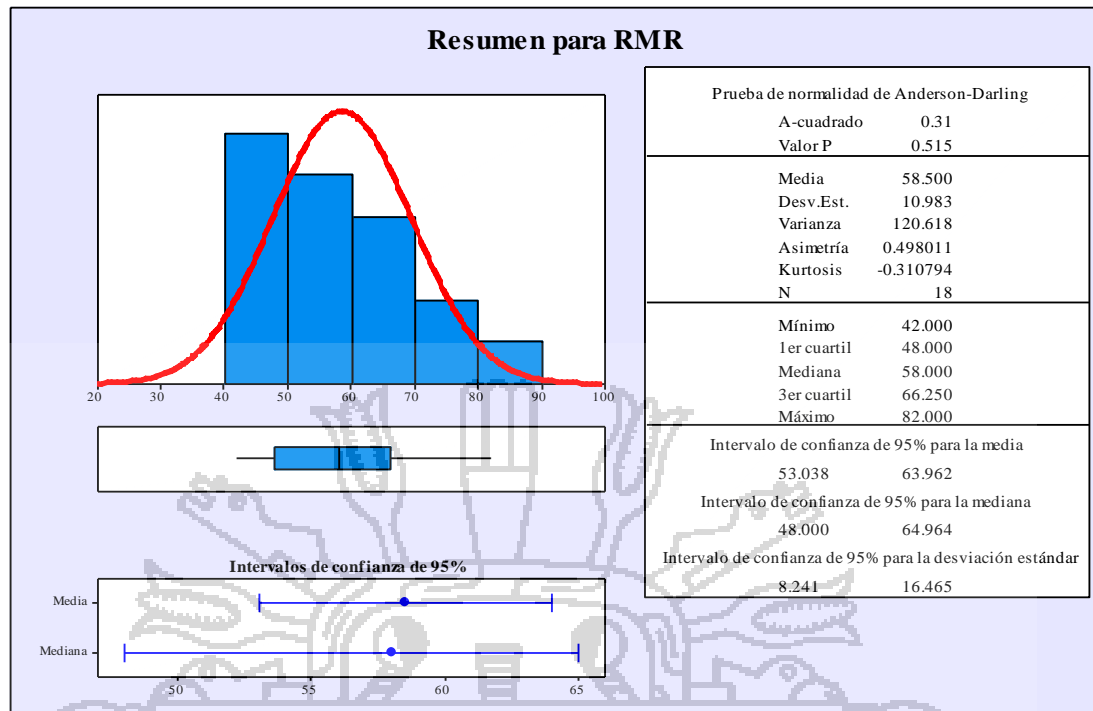 Resumen para RMR
20 30 40 50 60 70 80 90 100
Intervalos de confianza de 95%
Media
Mediana
50 55 60 65
Prueba de normalidad de Anderson-Darling
A-cuadrado 0.31
Valor P 0.515
Media 58.500
Desv.Est. 10.983
Varianza 120.618
Asimetría 0.498011
Kurtosis -0.310794
N 18
Mínimo 42.000
1er cuartil 48.000
Mediana 58.000
3er cuartil 66.250
Máximo 82.000
Intervalo de confianza de 95% para la media
53.038 63.962
Intervalo de confianza de 95% para la mediana
48.000 64.964
Intervalo de confianza de 95% para la desviación estándar
8.241 16.465